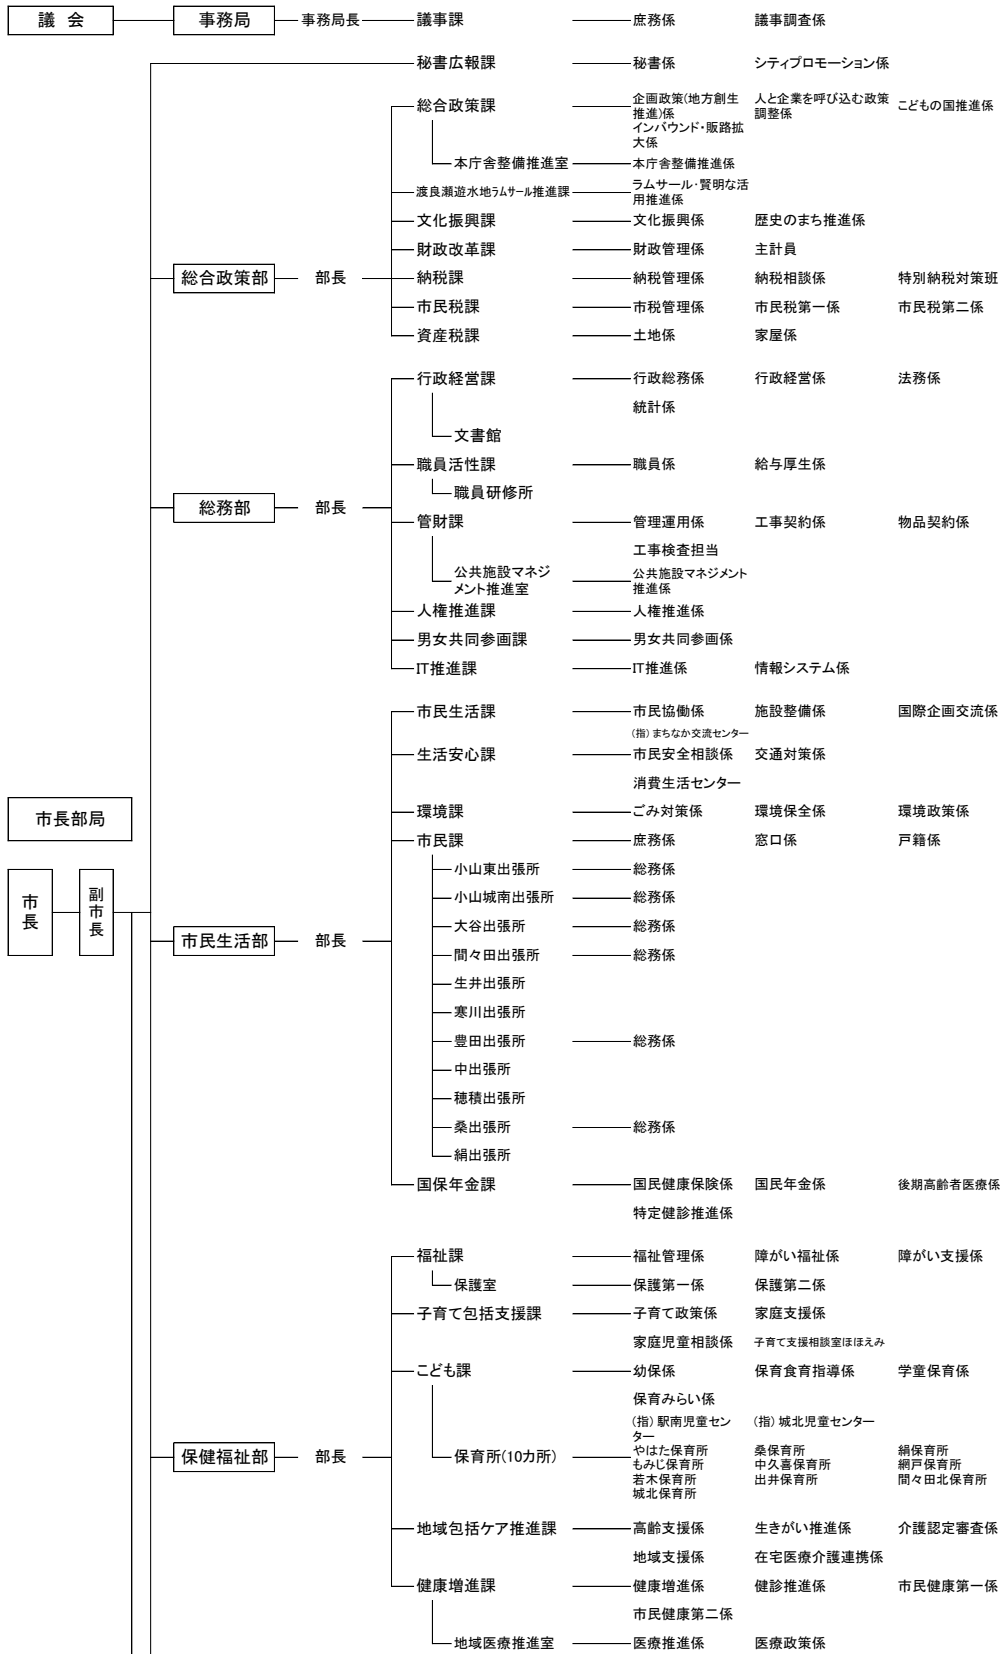 議 会 事務局 事務局長 議事課 庶務係 議事調査係
秘書広報課 秘書係 シティプロモーション係
総合政策課 企画政策(地方創生 人と企業を呼び込む政策 こどもの国推進係
推進)係 調整係
インバウンド・販路拡
大係
本庁舎整備推進室 本庁舎整備推進係
渡良瀬遊水地ラムサール推進課 ラムサール・賢明な活
用推進係
文化振興課 文化振興係 歴史のまち推進係
財政改革課 財政管理係 主計員
総合政策部 部長 納税課 納税管理係 納税相談係 特別納税対策班
市民税課 市税管理係 市民税第一係 市民税第二係
資産税課 土地係 家屋係
行政経営課 行政総務係 行政経営係 法務係
統計係
文書館
職員活性課 職員係 給与厚生係
職員研修所
総務部 部長
管財課 管理運用係 工事契約係 物品契約係
工事検査担当
公共施設マネジ 公共施設マネジメント
メント推進室 推進係
人権推進課 人権推進係
男女共同参画課 男女共同参画係
IT推進課 IT推進係 情報システム係
市民生活課 市民協働係 施設整備係 国際企画交流係
(指) まちなか交流センター
生活安心課 市民安全相談係 交通対策係
消費生活センター
環境課 ごみ対策係 環境保全係 環境政策係
市長部局
市民課 庶務係 窓口係 戸籍係
小山東出張所 総務係
小山城南出張所 総務係
市長 副市長
大谷出張所 総務係
市民生活部 部長
間々田出張所 総務係
生井出張所
寒川出張所
豊田出張所 総務係
中出張所
穂積出張所
桑出張所 総務係
絹出張所
国保年金課 国民健康保険係 国民年金係 後期高齢者医療係
特定健診推進係
福祉課 福祉管理係 障がい福祉係 障がい支援係
保護室 保護第一係 保護第二係
子育て包括支援課 子育て政策係 家庭支援係
家庭児童相談係 子育て支援相談室ほほえみ
こども課 幼保係 保育食育指導係 学童保育係
保育みらい係
(指) 駅南児童セン (指) 城北児童センター
ター
保健福祉部 部長 保育所(10カ所) やはた保育所 桑保育所 絹保育所
もみじ保育所 中久喜保育所 網戸保育所
若木保育所 出井保育所 間々田北保育所
城北保育所
地域包括ケア推進課 高齢支援係 生きがい推進係 介護認定審査係
地域支援係 在宅医療介護連携係
健康増進課 健康増進係 健診推進係 市民健康第一係
市民健康第二係
地域医療推進室 医療推進係 医療政策係